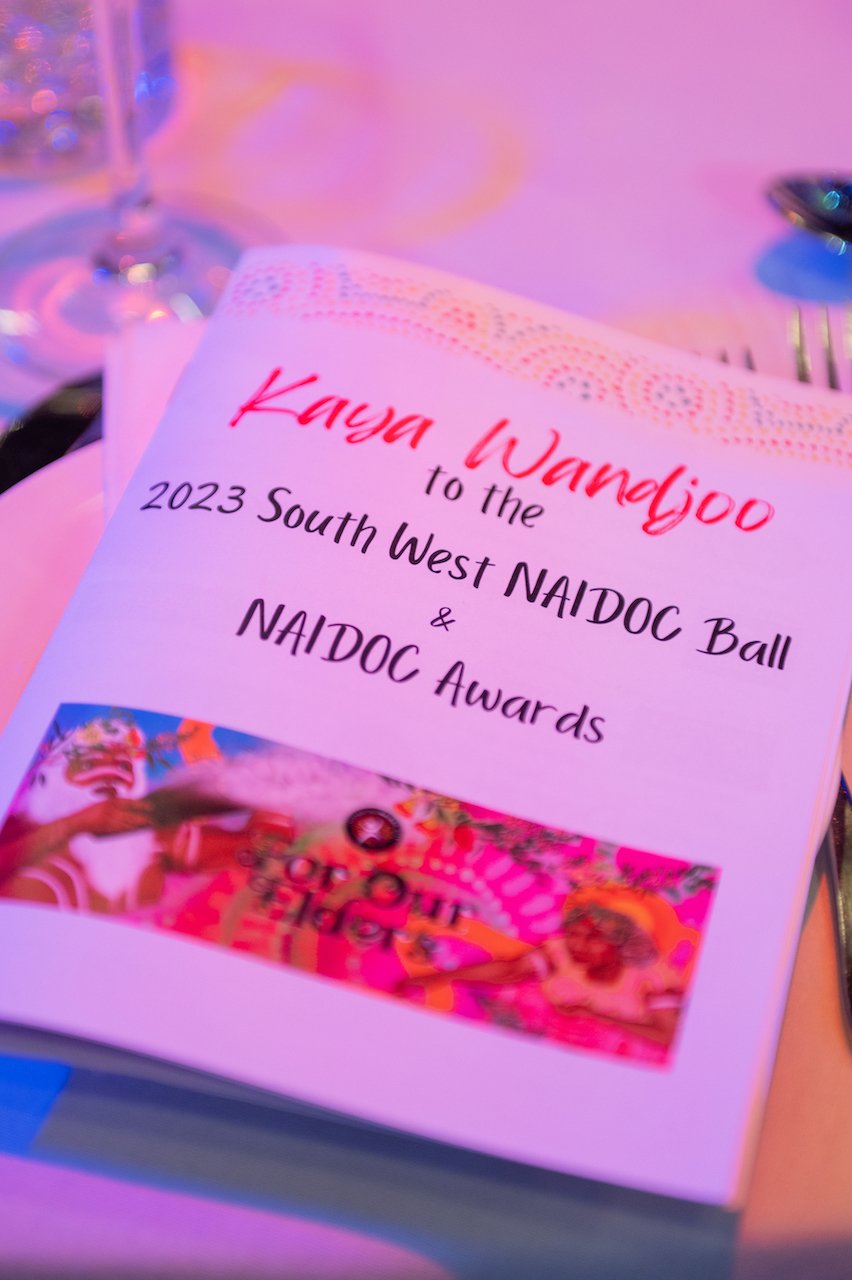 Kaya Wandjoo
to the
2023 South West NAIDOC Ball
&
NAIDOC Awards
For Our
Elders